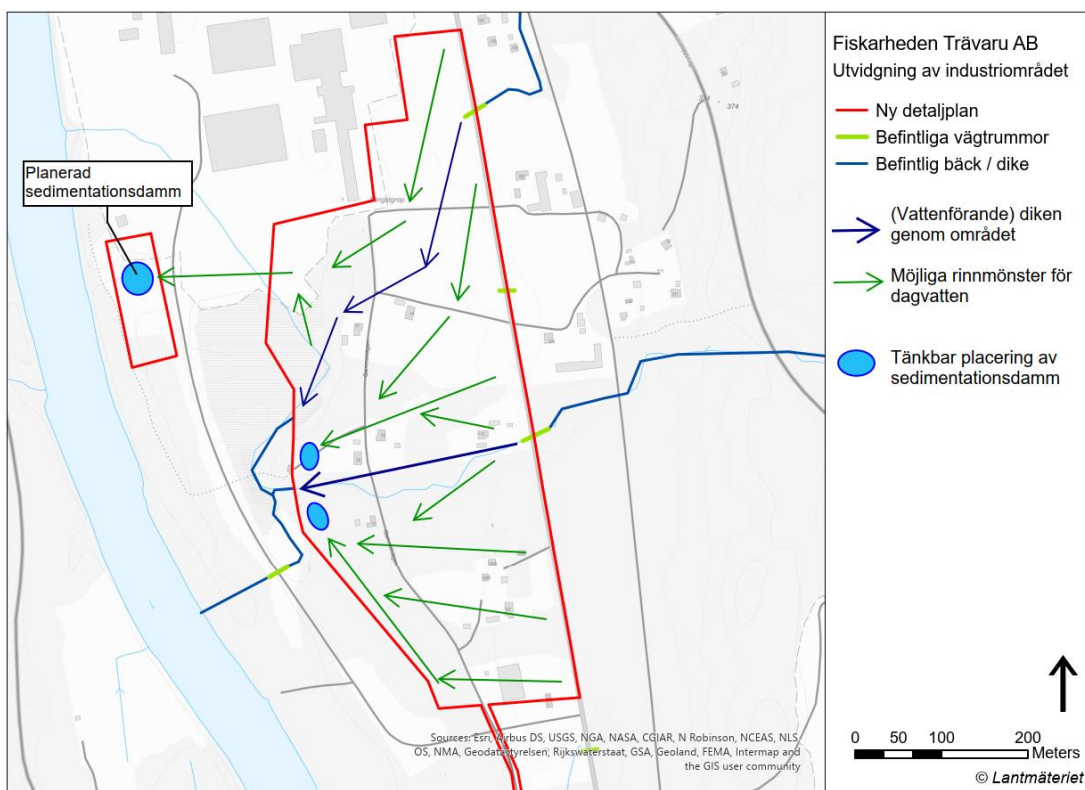 Fiskarheden Trävaru AB
Utvidgning av industriområdet
Ny detaljplan
Befintliga vägtrummor
Befintlig bäck / dike
(Vattenförande) diken
genom området
Möjliga rinnmönster för
dagvatten
Tänkbar placering av
sedimentationsdamm
Planerad
sedimentationsdamm
374
Sources: Esri, Airbus DS, USGS, NGA, NASA, CGIAR, N Robinson, NCEAS, NLS,
OS, NMA, Geodatastyrelsen, Rijkswaterstaat, GSA, Geoland, FEMA, Intermap and
the GIS user community
0 50 100 200
Meters
© Lantmäteriet